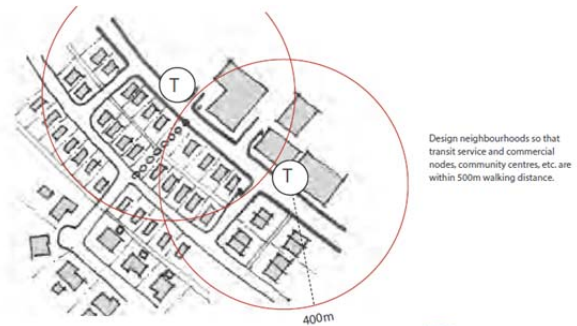 T
T
Design neighbourhoods so that
transit service and commercial
nodes, community centres, etc. are
within 500m walking distance.
400m